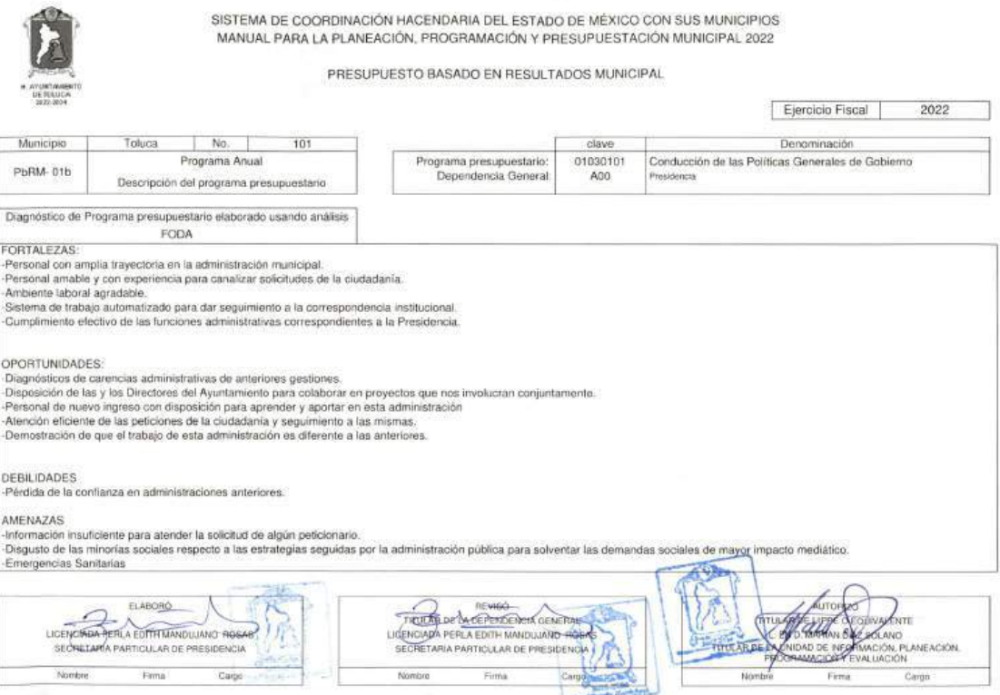 SISTEMA DE COORDINACIÓN HACENDARIA DEL ESTADO DE MÉXICO CON SUS MUNICIPIOS
MANUAL PARA LA PLANEACIÓN, PROGRAMACIÓN Y PRESUPUESTACIÓN MUNICIPAL 2022
H. AYUNTAMIENTO
DE TOLUCA
2022-2024
PRESUPUESTO BASADO EN RESULTADOS MUNICIPAL
Ejercicio Fiscal 2022
Municipio Toluca No. 101
PbRM- 01b
Programa Anual
Descripción del programa presupuestario
clave Denominación
Programa presupuestario: 01030101 Conducción de las Políticas Generales de Gobierno
Dependencia General A00 Presidencia
Diagnóstico de Programa presupuestario elaborado usando análisis
FODA
FORTALEZAS:
-Personal con amplia trayectoria en la administración municipal.
-Personal amable y con experiencia para canalizar solicitudes de la ciudadanía.
-Ambiente laboral agradable.
-Sistema de trabajo automatizado para dar seguimiento a la correspondencia institucional.
-Cumplimiento efectivo de las funciones administrativas correspondientes a la Presidencia.
OPORTUNIDADES:
-Diagnósticos de carencias administrativas de anteriores gestiones.
-Disposición de las y los Directores del Ayuntamiento para colaborar en proyectos que nos involucran conjuntamente.
-Personal de nuevo ingreso con disposición para aprender y aportar en esta administración
-Atención eficiente de las peticiones de la ciudadanía y seguimiento a las mismas.
-Demostración de que el trabajo de esta administración es diferente a las anteriores.
DEBILIDADES
-Pérdida de la confianza en administraciones anteriores.
AMENAZAS
-Información insuficiente para atender la solicitud de algún peticionario.
-Disgusto de las minorías sociales respecto a las estrategias seguidas por la administración pública para solventar las demandas sociales de mayor impacto mediático.
-Emergencias Sanitarias
ELABORÓ
LICENCIADA PERLA EDITH MANDUJANO ROSAS
SECRETARIA PARTICULAR DE PRESIDENCIA
Nombre Firma Cargo
REVISÓ
TITULAR DE LA DEPENDENCIA GENERAL
LICENCIADA PERLA EDITH MANDUJANO ROSAS
SECRETARIA PARTICULAR DE PRESIDENCIA
Nombre Firma Cargo
AUTORIZÓ
TITULAR DE UIPPE O EQUIVALENTE
L. EN D. MARIAN DÍAZ SOLANO
TITULAR DE LA UNIDAD DE INFORMACIÓN, PLANEACIÓN,
PROGRAMACIÓN Y EVALUACIÓN
Nombre Firma Cargo